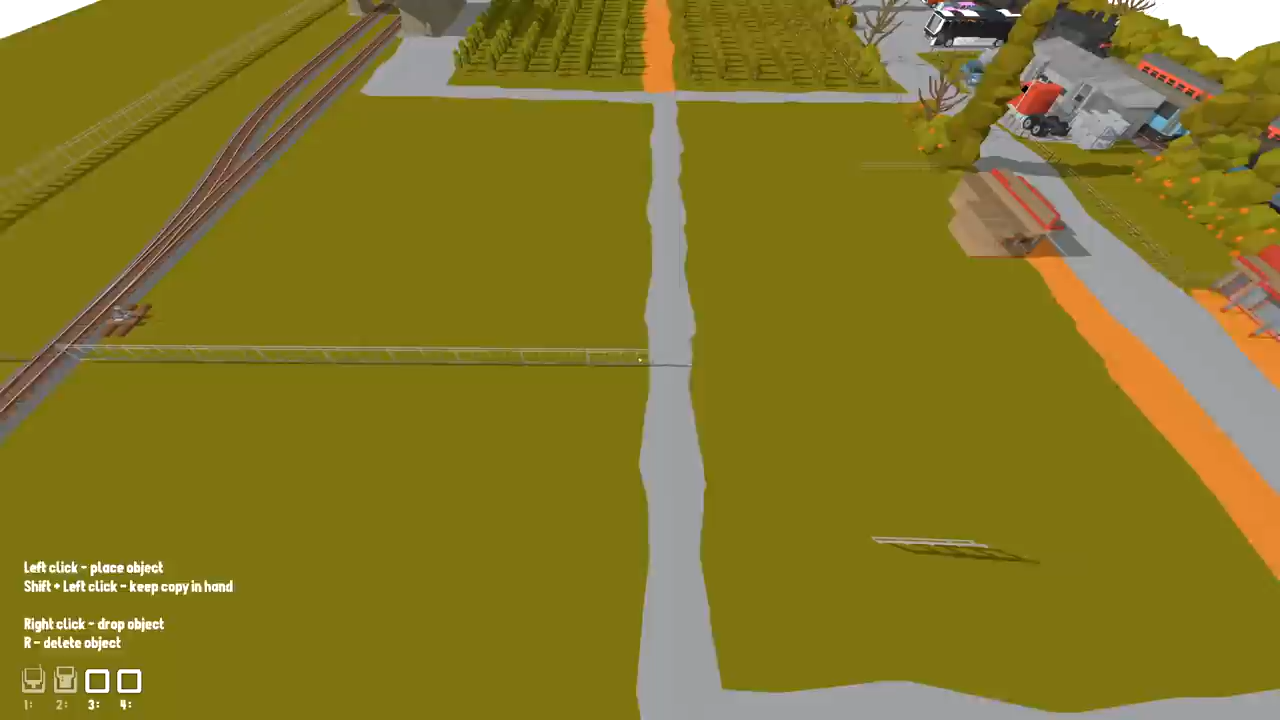 Left click - place object
Shift + Left click - keep copy in hand
Right click - drop object
R - delete object
1: 2: 3: 4: